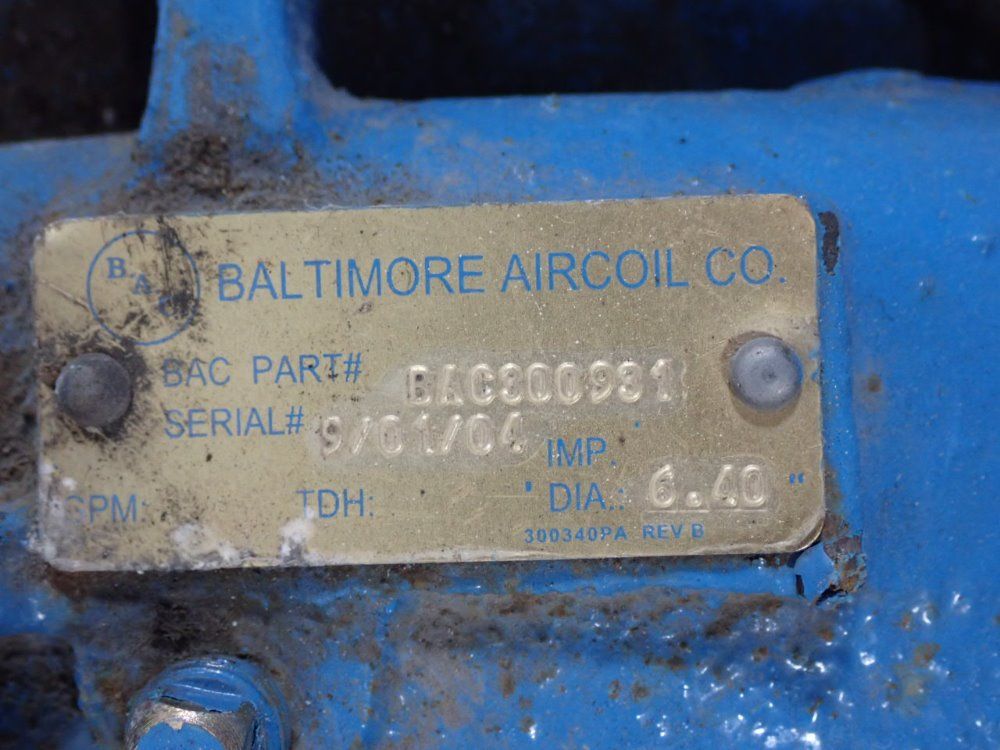 B.A.C
BALTIMORE AIRCOIL CO.
BAC PART# BAC300931
SERIAL# 9/01/04
IMP.
GPM: TDH: ' DIA.: 6.40 "
300340PA REV B